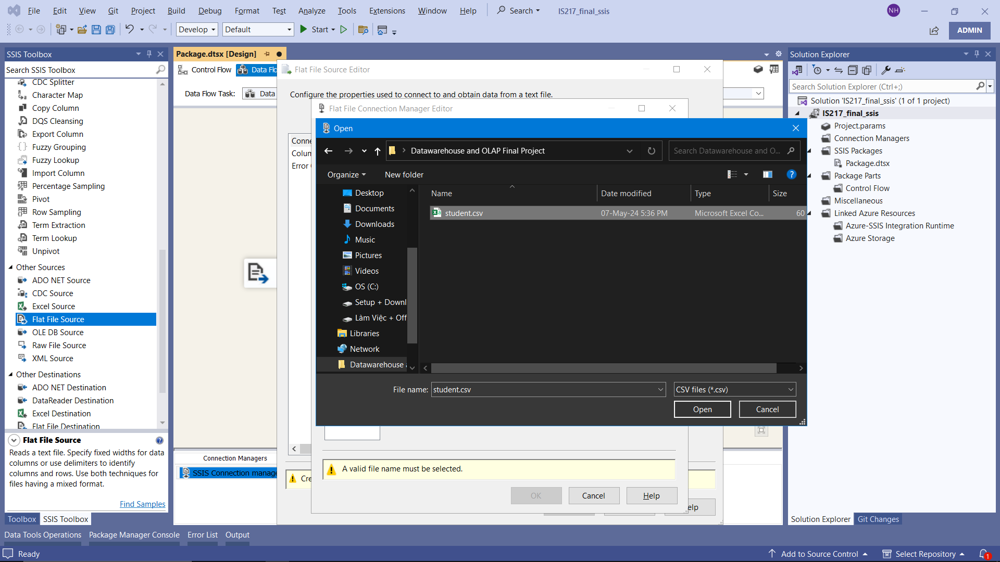 File Edit View Git Project Build Debug Format Test Analyze Tools Extensions Window Help Search IS217_final_ssis NH
Develop Default Start ADMIN
SSIS Toolbox
Search SSIS Toolbox
CDC Splitter
Character Map
Copy Column
DQS Cleansing
Export Column
Fuzzy Grouping
Fuzzy Lookup
Import Column
Percentage Sampling
Pivot
Row Sampling
Term Extraction
Term Lookup
Unpivot
Other Sources
ADO NET Source
CDC Source
Excel Source
Flat File Source
OLE DB Source
Raw File Source
XML Source
Other Destinations
ADO NET Destination
DataReader Destination
Excel Destination
Flat File Destination
Flat File Source
Reads a text file. Specify fixed widths for data
columns or use delimiters to identify
columns and rows. Use both techniques for
files having a mixed format.
Find Samples
Toolbox SSIS Toolbox
Package.dtsx [Design]
Control Flow Data Flo
Data Flow Task: Data
Connection Managers
SSIS Connection manage
Flat File Source Editor
Configure the properties used to connect to and obtain data from a text file.
Conne
Colum
Error
Cre
elp
Flat File Connection Manager Editor
Open
Datawarehouse and OLAP Final Project
Search Datawarehouse and O...
Organize New folder
Desktop
Documents
Downloads
Music
Pictures
Videos
OS (C:)
Setup + Downl
Làm Việc + Off
Libraries
Network
Datawarehouse a
Name Date modified Type Size
student.csv 07-May-24 5:36 PM Microsoft Excel Co... 60
File name: student.csv CSV files (*.csv)
Open Cancel
A valid file name must be selected.
OK Cancel Help
Solution Explorer
Search Solution Explorer (Ctrl+;)
Solution 'IS217_final_ssis' (1 of 1 project)
IS217_final_ssis
Project.params
Connection Managers
SSIS Packages
Package.dtsx
Package Parts
Control Flow
Miscellaneous
Linked Azure Resources
Azure-SSIS Integration Runtime
Azure Storage
Solution Explorer Git Changes
Data Tools Operations Package Manager Console Error List Output
Ready Add to Source Control Select Repository 1